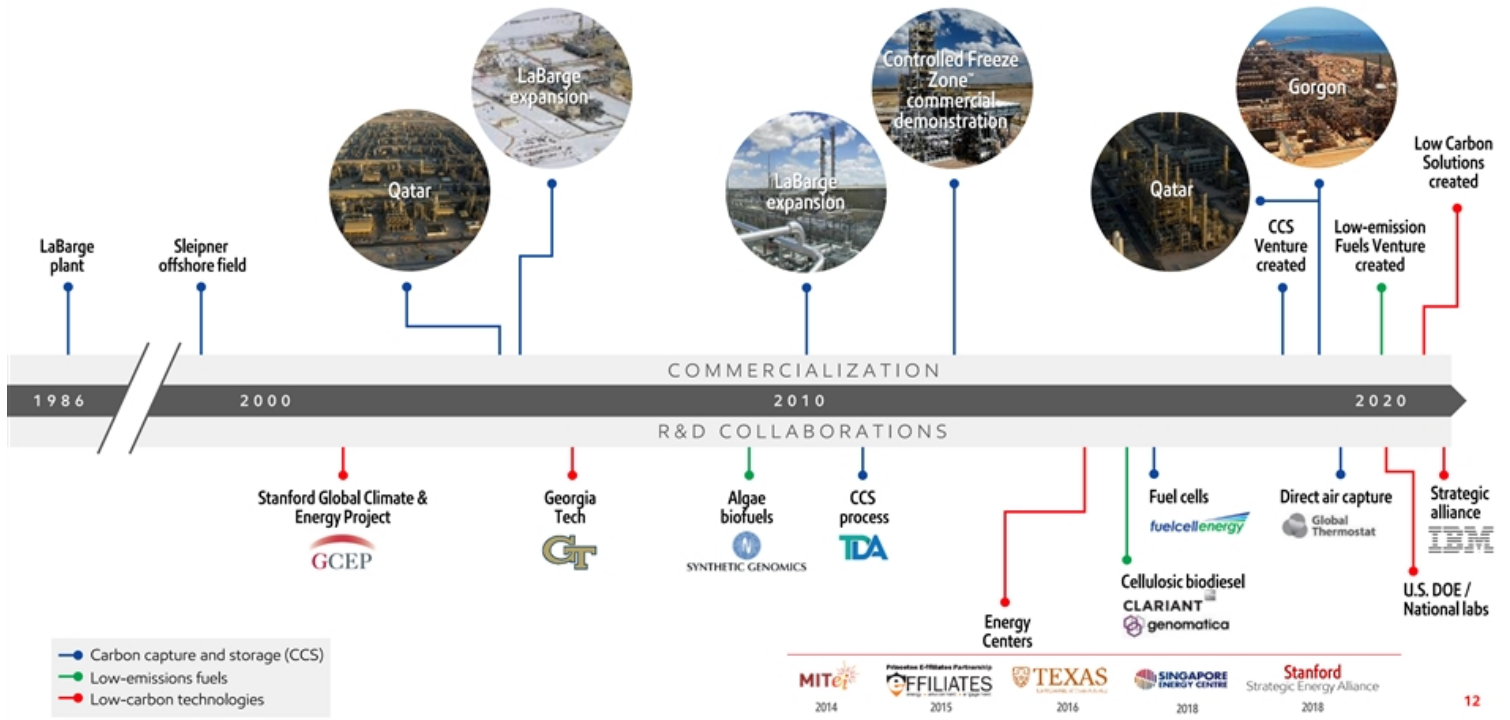 LaBarge
expansion
Controlled Freeze
Zone™
commercial
demonstration
Gorgon
Qatar
LaBarge
expansion
Qatar
Low Carbon
Solutions
created
LaBarge
plant
Sleipner
offshore field
CCS
Venture
created
Low-emission
Fuels Venture
created
COMMERCIALIZATION
1986
2000
2010
2020
R&D COLLABORATIONS
Stanford Global Climate &
Energy Project
GCEP
Georgia
Tech
GT
Algae
biofuels
SYNTHETIC GENOMICS
CCS
process
TDA
Fuel cells
fuelcellenergy
Direct air capture
Global
Thermostat
Strategic
alliance
IBM
Cellulosic biodiesel
CLARIANT
genomatica
U.S. DOE /
National labs
Energy
Centers
Carbon capture and storage (CCS)
Low-emissions fuels
Low-carbon technologies
MITei
2014
Princeton E-ffiliates Partnership
eFFILIATES
2015
TEXAS
2016
SINGAPORE
ENERGY CENTRE
2018
Stanford
Strategic Energy Alliance
2018
12